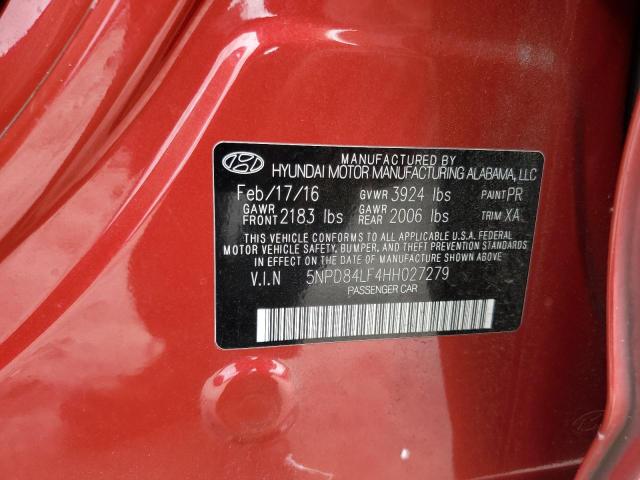 MANUFACTURED BY
HYUNDAI MOTOR MANUFACTURING ALABAMA, LLC
Feb/17/16 GVWR 3924 lbs PAINT PR
GAWR FRONT 2183 lbs GAWR REAR 2006 lbs TRIM XA
THIS VEHICLE CONFORMS TO ALL APPLICABLE U.S.A. FEDERAL
MOTOR VEHICLE SAFETY, BUMPER, AND THEFT PREVENTION STANDARDS
IN EFFECT ON THE DATE OF MANUFACTURE SHOWN ABOVE
V.I.N 5NPD84LF4HH027279
PASSENGER CAR